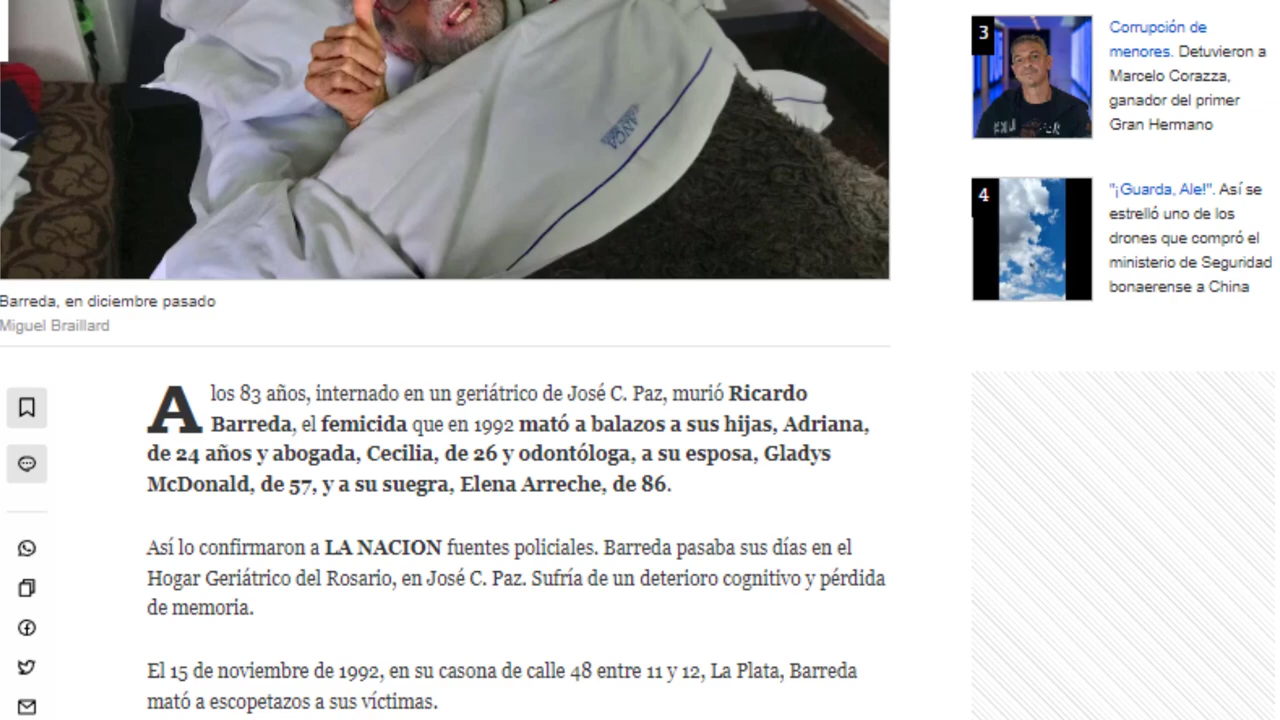 Barreda, en diciembre pasado
Miguel Braillard
A los 83 años, internado en un geriátrico de José C. Paz, murió Ricardo
Barreda, el femicida que en 1992 mató a balazos a sus hijas, Adriana,
de 24 años y abogada, Cecilia, de 26 y odontóloga, a su esposa, Gladys
McDonald, de 57, y a su suegra, Elena Arreche, de 86.
Así lo confirmaron a LA NACION fuentes policiales. Barreda pasaba sus días en el
Hogar Geriátrico del Rosario, en José C. Paz. Sufría de un deterioro cognitivo y pérdida
de memoria.
El 15 de noviembre de 1992, en su casona de calle 48 entre 11 y 12, La Plata, Barreda
mató a escopetazos a sus víctimas.
3
Corrupción de
menores. Detuvieron a
Marcelo Corazza,
ganador del primer
Gran Hermano
4
"¡Guarda, Ale!". Así se
estrelló uno de los
drones que compró el
ministerio de Seguridad
bonaerense a China